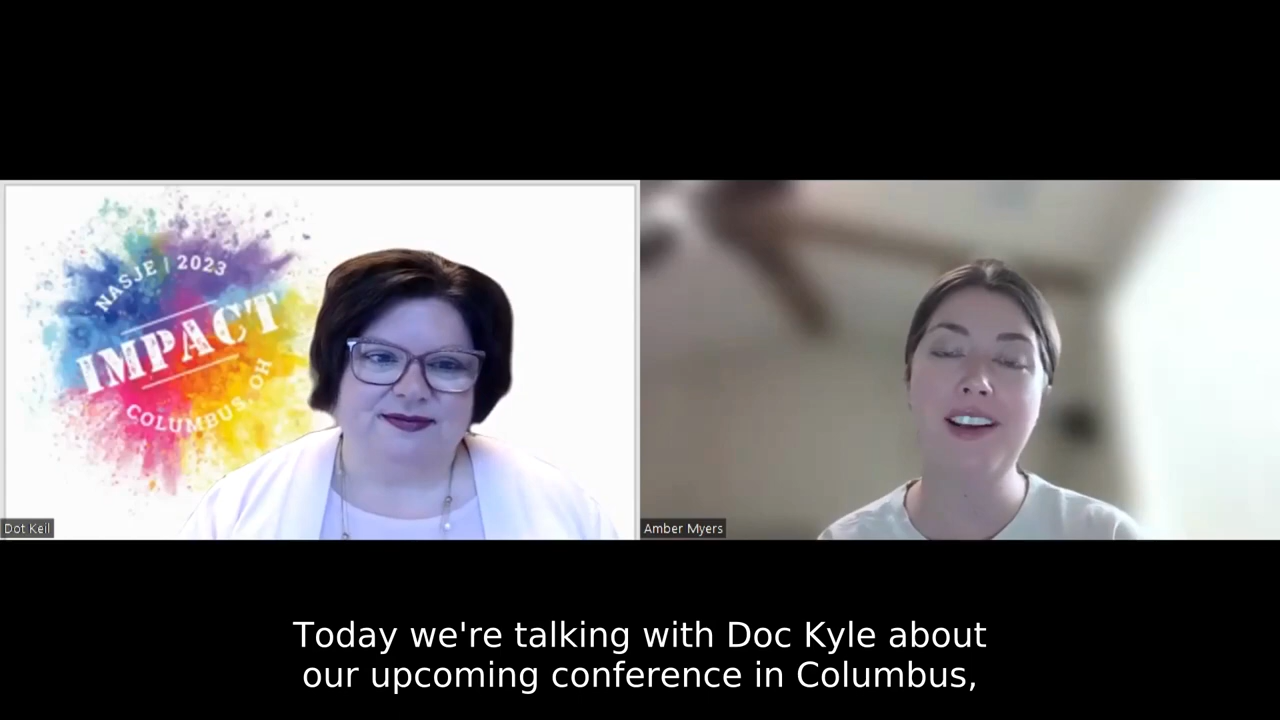 NASJE | 2023
IMPACT
COLUMBUS, OH
Dot Keil
Amber Myers
Today we're talking with Doc Kyle about
our upcoming conference in Columbus,